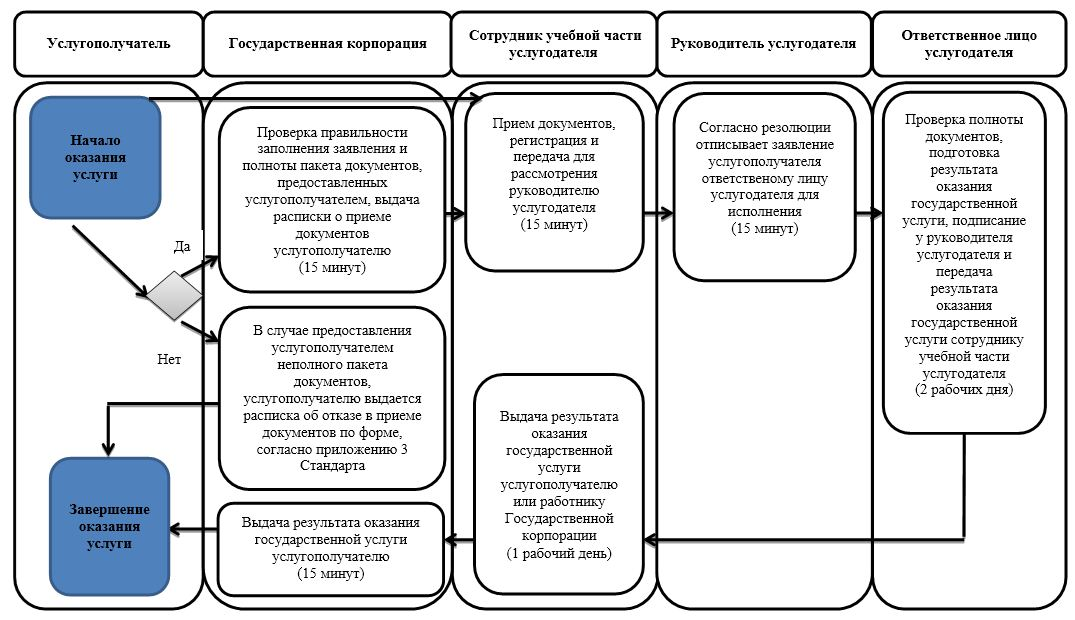 Услугополучатель
Государственная корпорация
Сотрудник учебной части
услугодателя
Руководитель услугодателя
Ответственное лицо
услугодателя
Начало
оказания
услуги
Да
Нет
Завершение
оказания
услуги
Проверка правильности
заполнения заявления и
полноты пакета документов,
предоставленных
услугополучателем, выдача
расписки о приеме
документов
услугополучателю
(15 минут)
В случае предоставления
услугополучателем
неполного пакета
документов,
услугополучателю выдается
расписка об отказе в приеме
документов по форме,
согласно приложению 3
Стандарта
Выдача результата оказания
государственной услуги
услугополучателю
(15 минут)
Прием документов,
регистрация и
передача для
рассмотрения
руководителю
услугодателя
(15 минут)
Выдача результата
оказания
государственной
услуги
услугополучателю
или работнику
Государственной
корпорации
(1 рабочий день)
Согласно резолюции
отписывает заявление
услугополучателя
ответственому лицу
услугодателя для
исполнения
(15 минут)
Проверка полноты
документов,
подготовка
результата
оказания
государственной
услуги, подписание
у руководителя
услугодателя и
передача
результата
оказания
государственной
услуги сотруднику
учебной части
услугодателя
(2 рабочих дня)